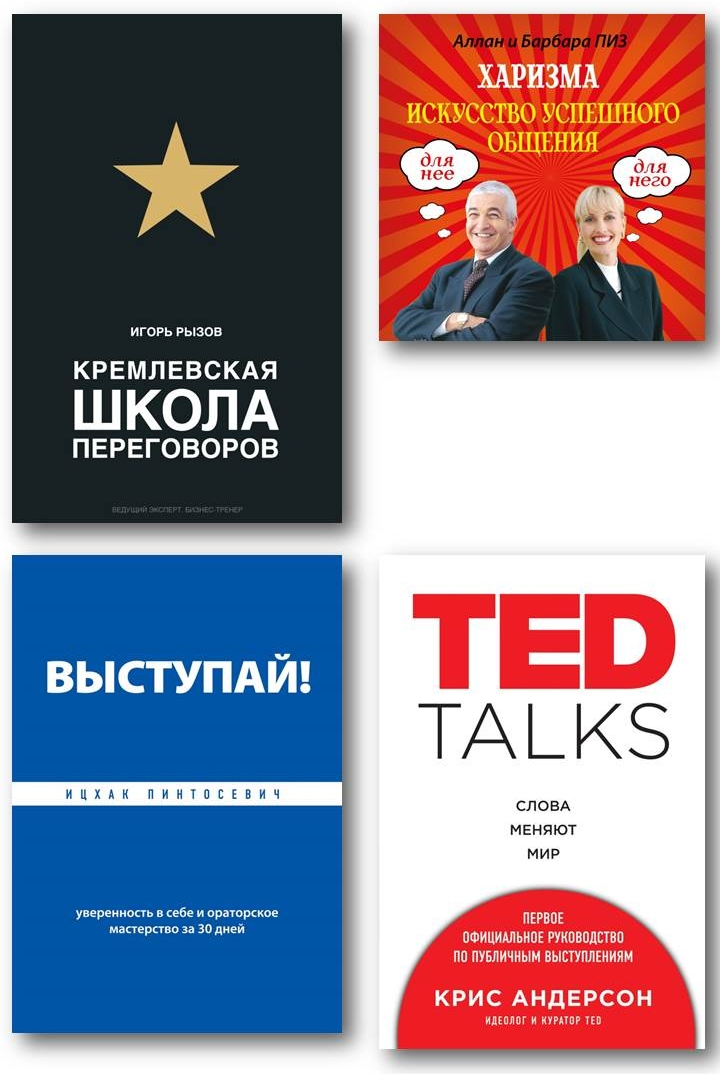 ИГОРЬ РЫЗОВ
КРЕМЛЕВСКАЯ
ШКОЛА
ПЕРЕГОВОРОВ
ВЕДУЩИЙ ЭКСПЕРТ, БИЗНЕС-ТРЕНЕР
Аллан и Барбара ПИЗ
ХАРИЗМА
ИСКУССТВО УСПЕШНОГО
ОБЩЕНИЯ
для
нее
для
него
ВЫСТУПАЙ!
ИЦХАК ПИНТОСЕВИЧ
уверенность в себе и ораторское
мастерство за 30 дней
TED
TALKS
СЛОВА
МЕНЯЮТ
МИР
ПЕРВОЕ
ОФИЦИАЛЬНОЕ РУКОВОДСТВО
ПО ПУБЛИЧНЫМ ВЫСТУПЛЕНИЯМ
КРИС АНДЕРСОН
ИДЕОЛОГ И КУРАТОР TED